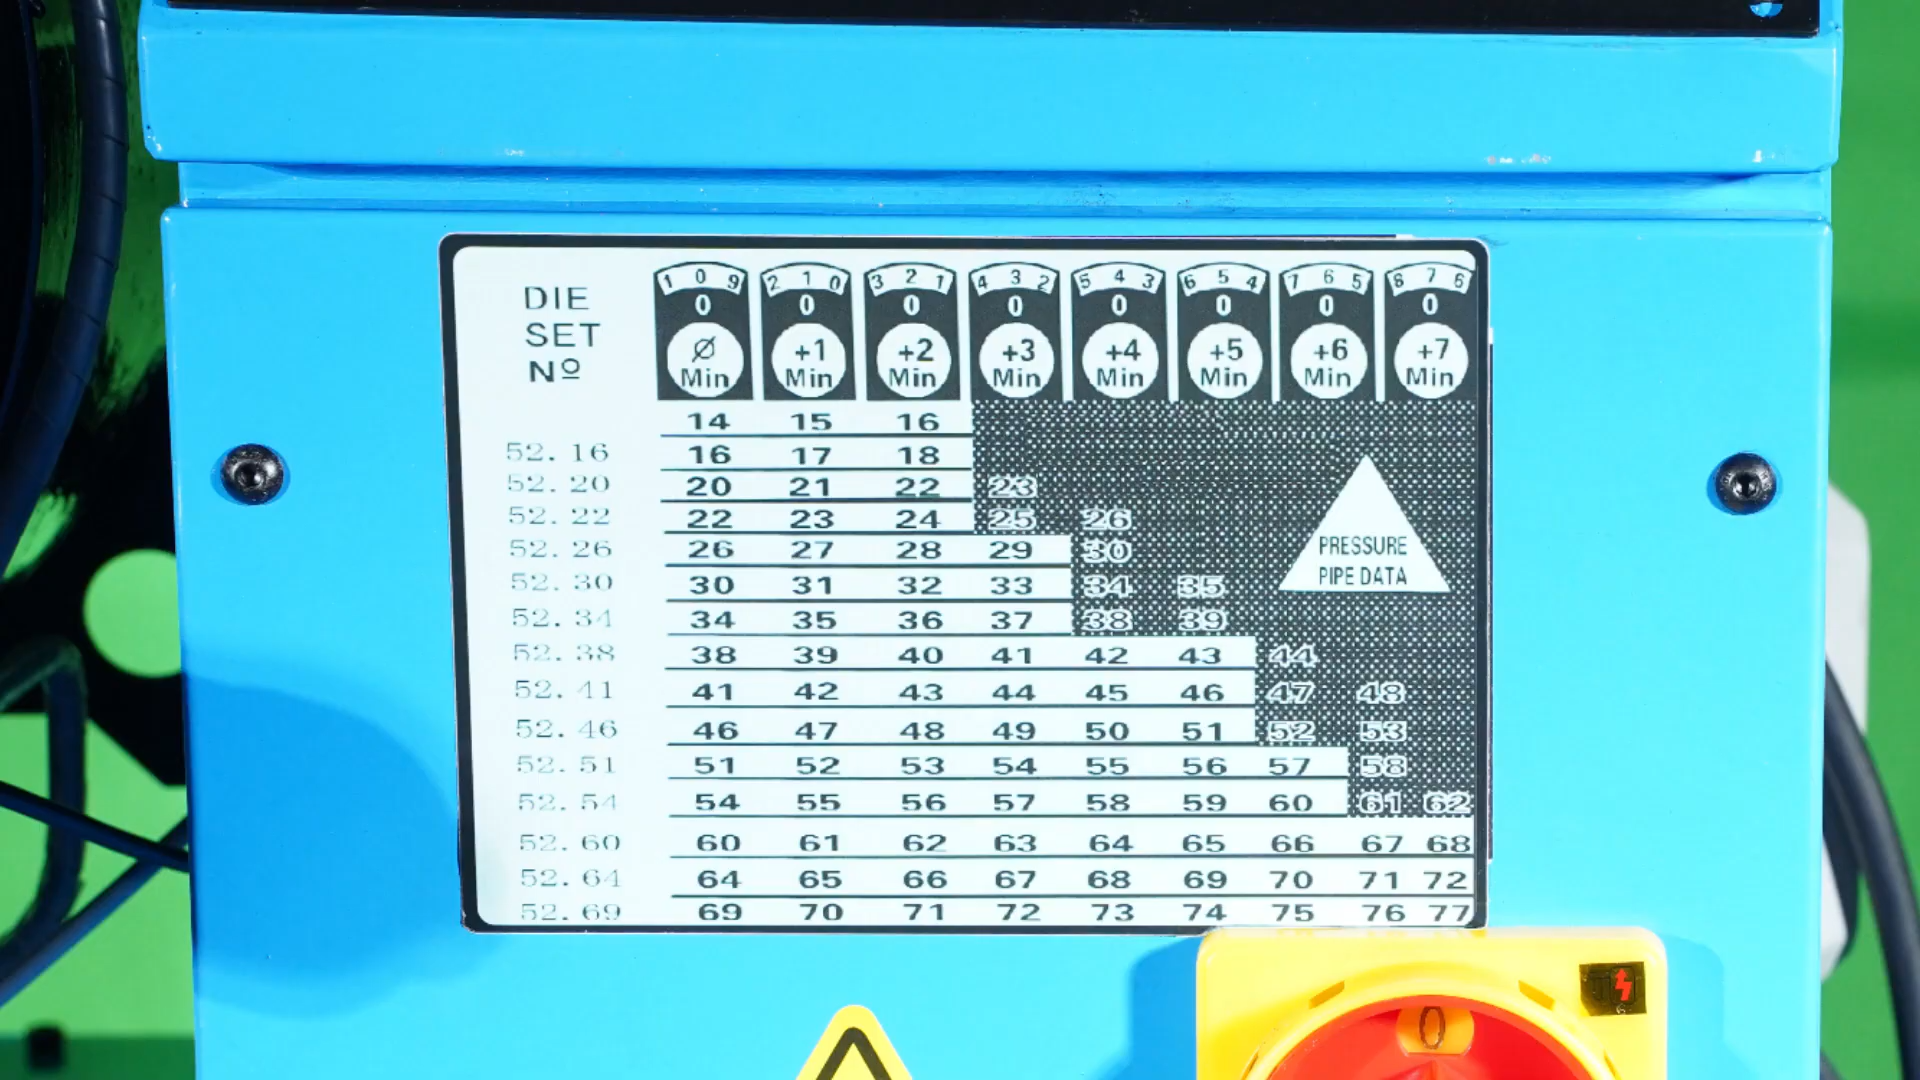 DIE
SET
Nº
1 0 9 2 1 0 3 2 1 4 3 2 5 4 3 6 5 4 7 6 5 8 7 6
0 0 0 0 0 0 0 0
Ø +1 +2 +3 +4 +5 +6 +7
Min Min Min Min Min Min Min Min
14 15 16
52.16 16 17 18
52.20 20 21 22 23
52.22 22 23 24 25 26
52.26 26 27 28 29 30
52.30 30 31 32 33 34 35
52.34 34 35 36 37 38 39
52.38 38 39 40 41 42 43 44
52.41 41 42 43 44 45 46 47 48
52.46 46 47 48 49 50 51 52 53
52.51 51 52 53 54 55 56 57 58
52.54 54 55 56 57 58 59 60 61 62
52.60 60 61 62 63 64 65 66 67 68
52.64 64 65 66 67 68 69 70 71 72
52.69 69 70 71 72 73 74 75 76 77
PRESSURE
PIPE DATA
0